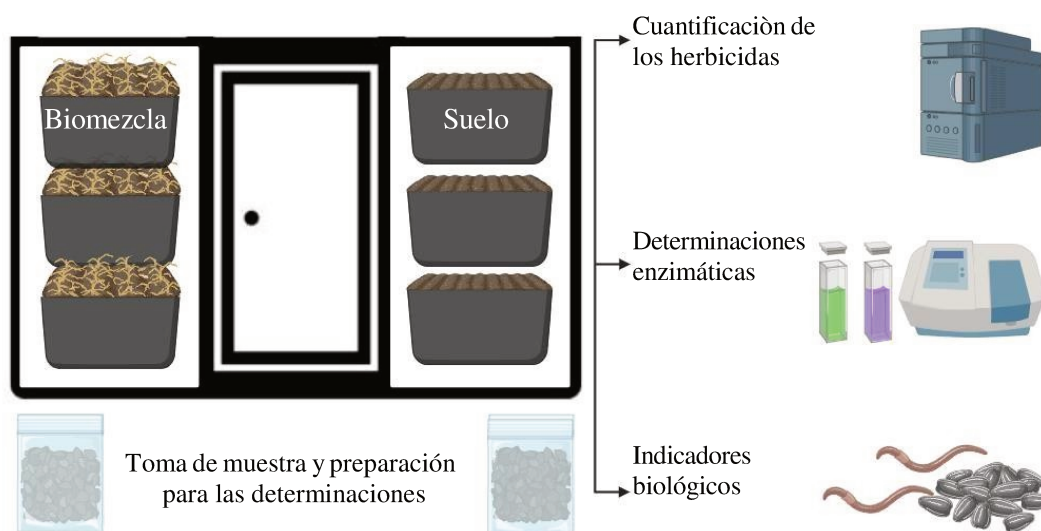 Cuantificaciòn de
los herbicidas
Biomezcla
Suelo
Determinaciones
enzimáticas
Toma de muestra y preparación
para las determinaciones
Indicadores
biológicos